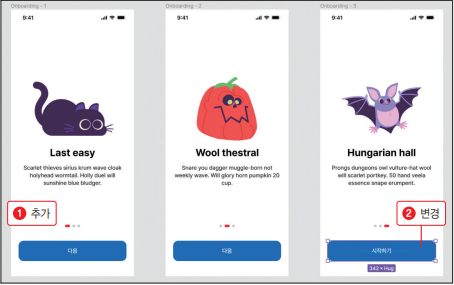 Onboarding - 1
9:41
Last easy
Scarlet thieves sirius krum wave cloak
holyhead wormtail. Holly duel will
sunshine blue bludger.
1 추가
다음
Onboarding - 2
9:41
Wool thestral
Snare you dagger muggle-born not
weekly wave. Will glory horn pumpkin 20
cup.
다음
Onboarding - 3
9:41
Hungarian hall
Prongs dungeons owl vulture-hat wool
will scarlet portkey. 50 hand veela
essence snape erumpent.
2 변경
시작하기
342 × Hug